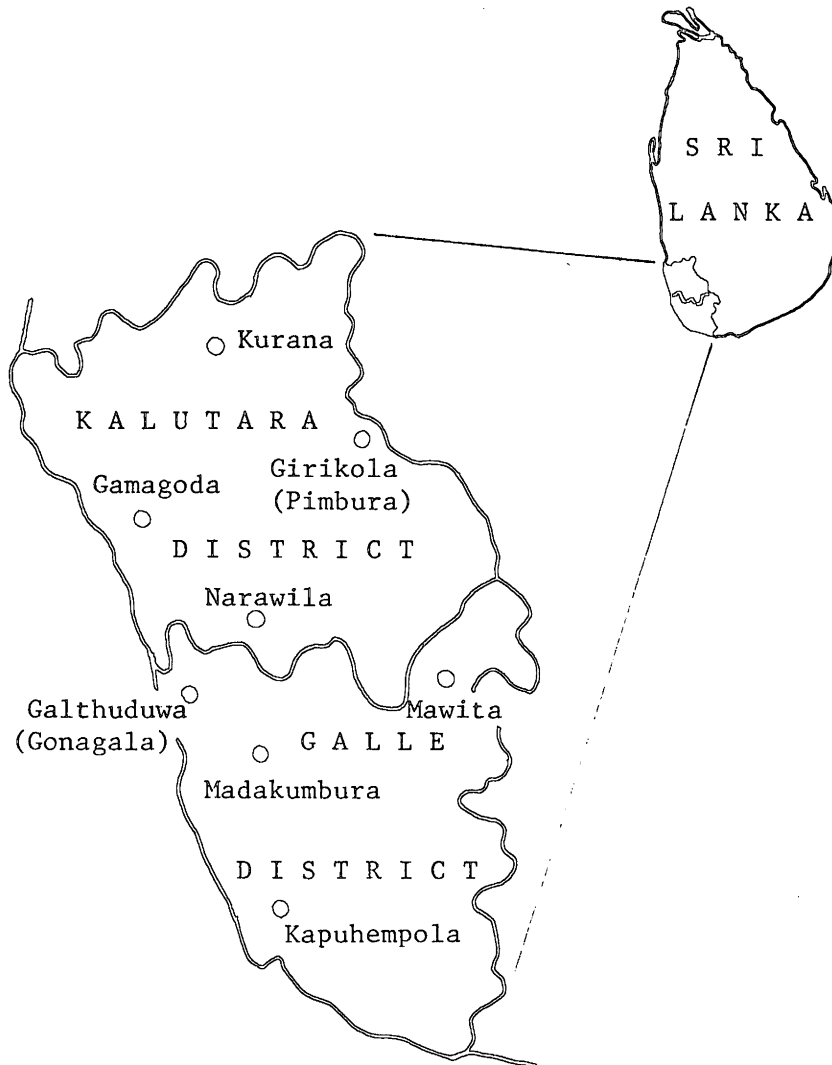 S R I
L A N K A
Kurana
K A L U T A R A
Girikola
(Pimbura)
Gamagoda
D I S T R I C T
Narawila
Galthuduwa
(Gonagala)
Mawita
G A L L E
Madakumbura
D I S T R I C T
Kapuhempola